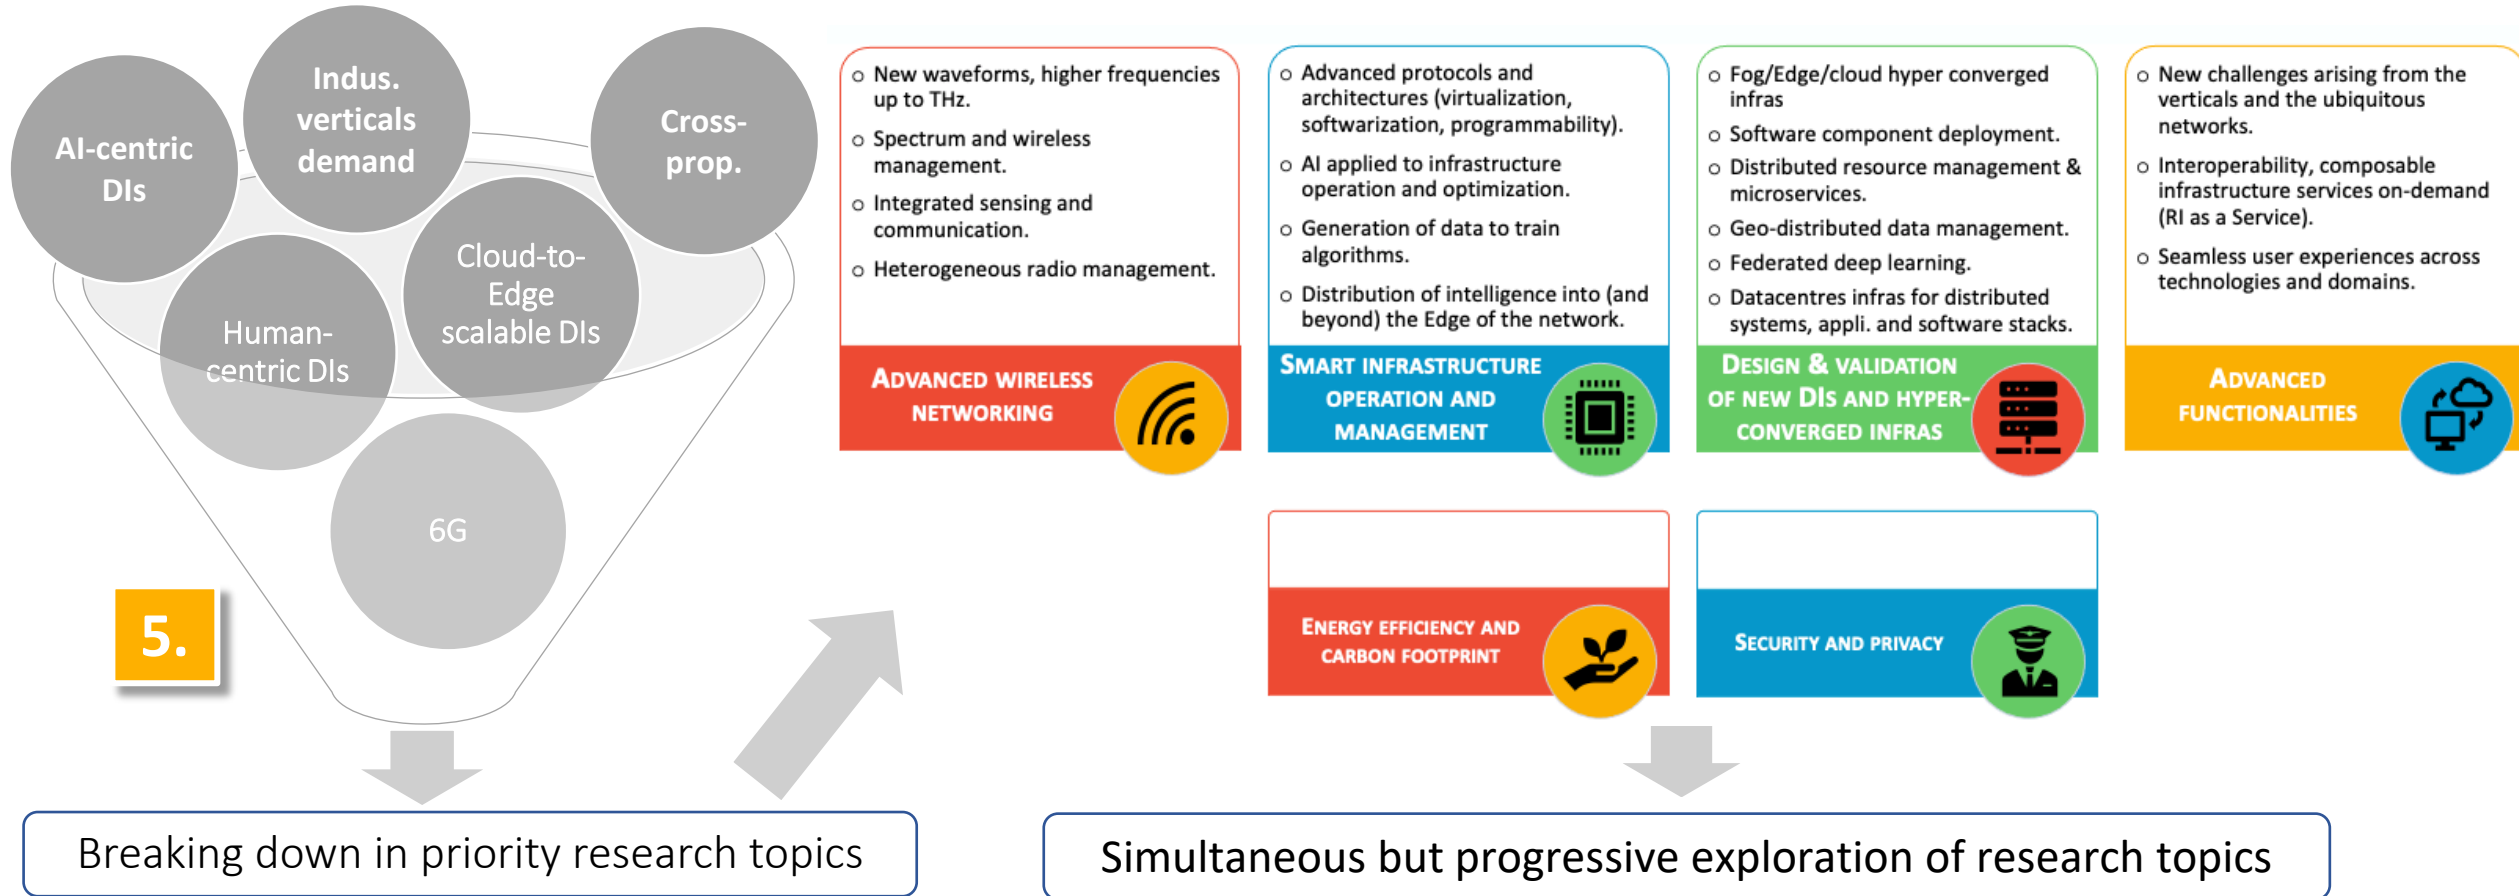 AI-centric
DIs
Indus.
verticals
demand
Cross-
prop.
Human-
centric DIs
Cloud-to-
Edge
scalable DIs
6G
5.
Breaking down in priority research topics
o New waveforms, higher frequencies
up to THz.
o Spectrum and wireless
management.
o Integrated sensing and
communication.
o Heterogeneous radio management.
ADVANCED WIRELESS
NETWORKING
o Advanced protocols and
architectures (virtualization,
softwarization, programmability).
o AI applied to infrastructure
operation and optimization.
o Generation of data to train
algorithms.
o Distribution of intelligence into (and
beyond) the Edge of the network.
SMART INFRASTRUCTURE
OPERATION AND
MANAGEMENT
o Fog/Edge/cloud hyper converged
infras
o Software component deployment.
o Distributed resource management &
microservices.
o Geo-distributed data management.
o Federated deep learning.
o Datacentres infras for distributed
systems, appli. and software stacks.
DESIGN & VALIDATION
OF NEW DIS AND HYPER-
CONVERGED INFRAS
o New challenges arising from the
verticals and the ubiquitous
networks.
o Interoperability, composable
infrastructure services on-demand
(RI as a Service).
o Seamless user experiences across
technologies and domains.
ADVANCED
FUNCTIONALITIES
ENERGY EFFICIENCY AND
CARBON FOOTPRINT
SECURITY AND PRIVACY
Simultaneous but progressive exploration of research topics